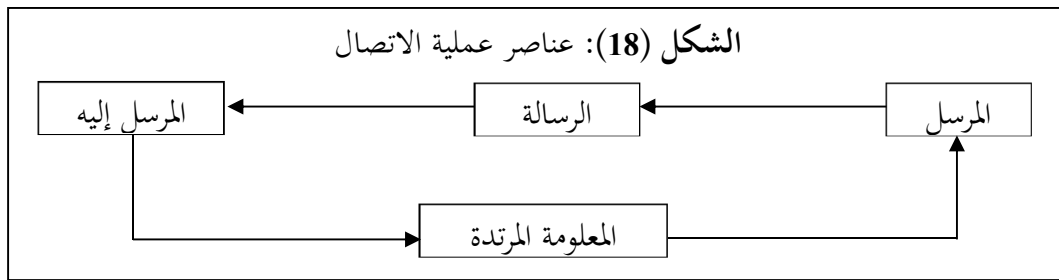 الشكل (18): عناصر عملية الاتصال
المرسل
الرسالة
المرسل إليه
المعلومة المرتدة